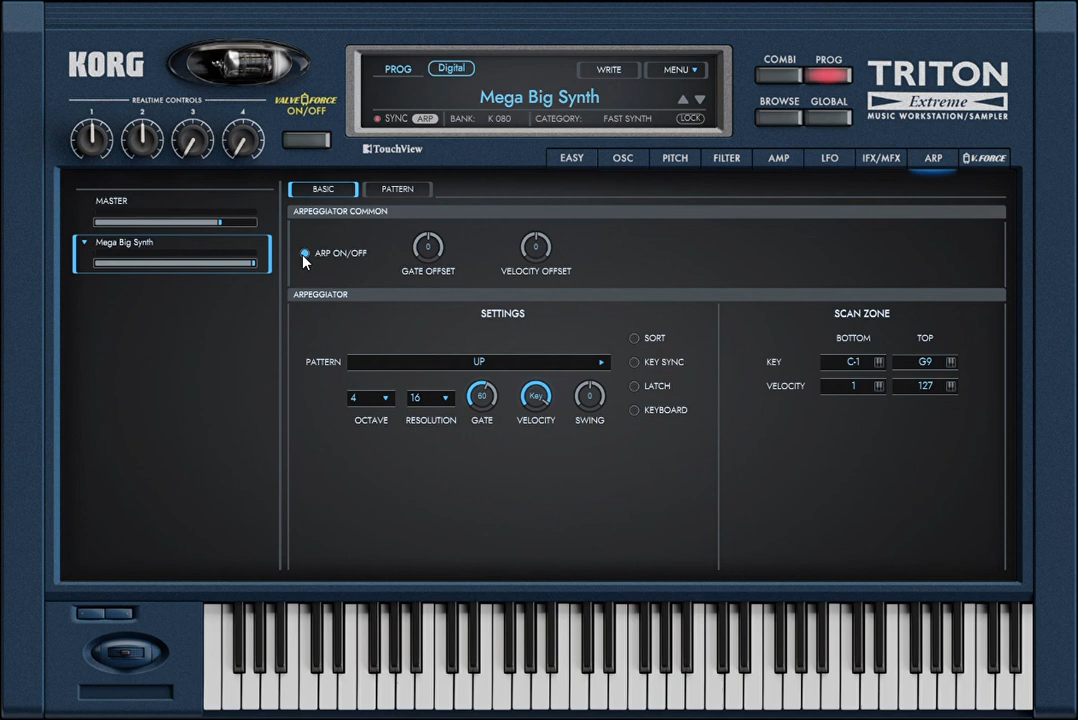 KORG
REALTIME CONTROLS
1 2 3 4
VALVE FORCE
ON/OFF
PROG Digital WRITE MENU
Mega Big Synth
SYNC ARP BANK: K 080 CATEGORY: FAST SYNTH LOCK
TouchView
COMBI PROG
BROWSE GLOBAL
TRITON
Extreme
MUSIC WORKSTATION/SAMPLER
EASY OSC PITCH FILTER AMP LFO IFX/MFX ARP V.FORCE
MASTER
Mega Big Synth
BASIC PATTERN
ARPEGGIATOR COMMON
ARP ON/OFF 0 0
GATE OFFSET VELOCITY OFFSET
ARPEGGIATOR
SETTINGS
PATTERN UP
4 16 60 Key 0
OCTAVE RESOLUTION GATE VELOCITY SWING
SORT
KEY SYNC
LATCH
KEYBOARD
SCAN ZONE
BOTTOM TOP
KEY C-1 G9
VELOCITY 1 127